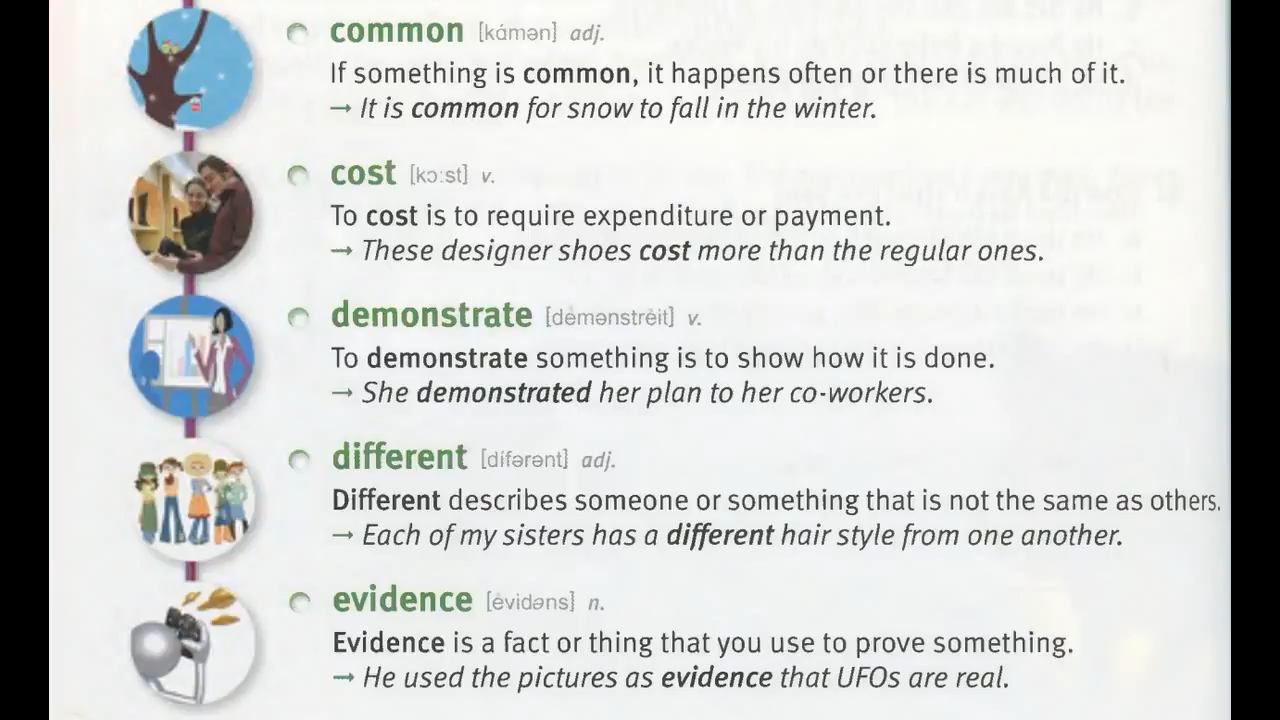 common [kάmən] adj.
If something is common, it happens often or there is much of it.
→ It is common for snow to fall in the winter.
cost [kɔːst] v.
To cost is to require expenditure or payment.
→ These designer shoes cost more than the regular ones.
demonstrate [démənstrèit] v.
To demonstrate something is to show how it is done.
→ She demonstrated her plan to her co-workers.
different [dífərənt] adj.
Different describes someone or something that is not the same as others.
→ Each of my sisters has a different hair style from one another.
evidence [évidəns] n.
Evidence is a fact or thing that you use to prove something.
→ He used the pictures as evidence that UFOs are real.